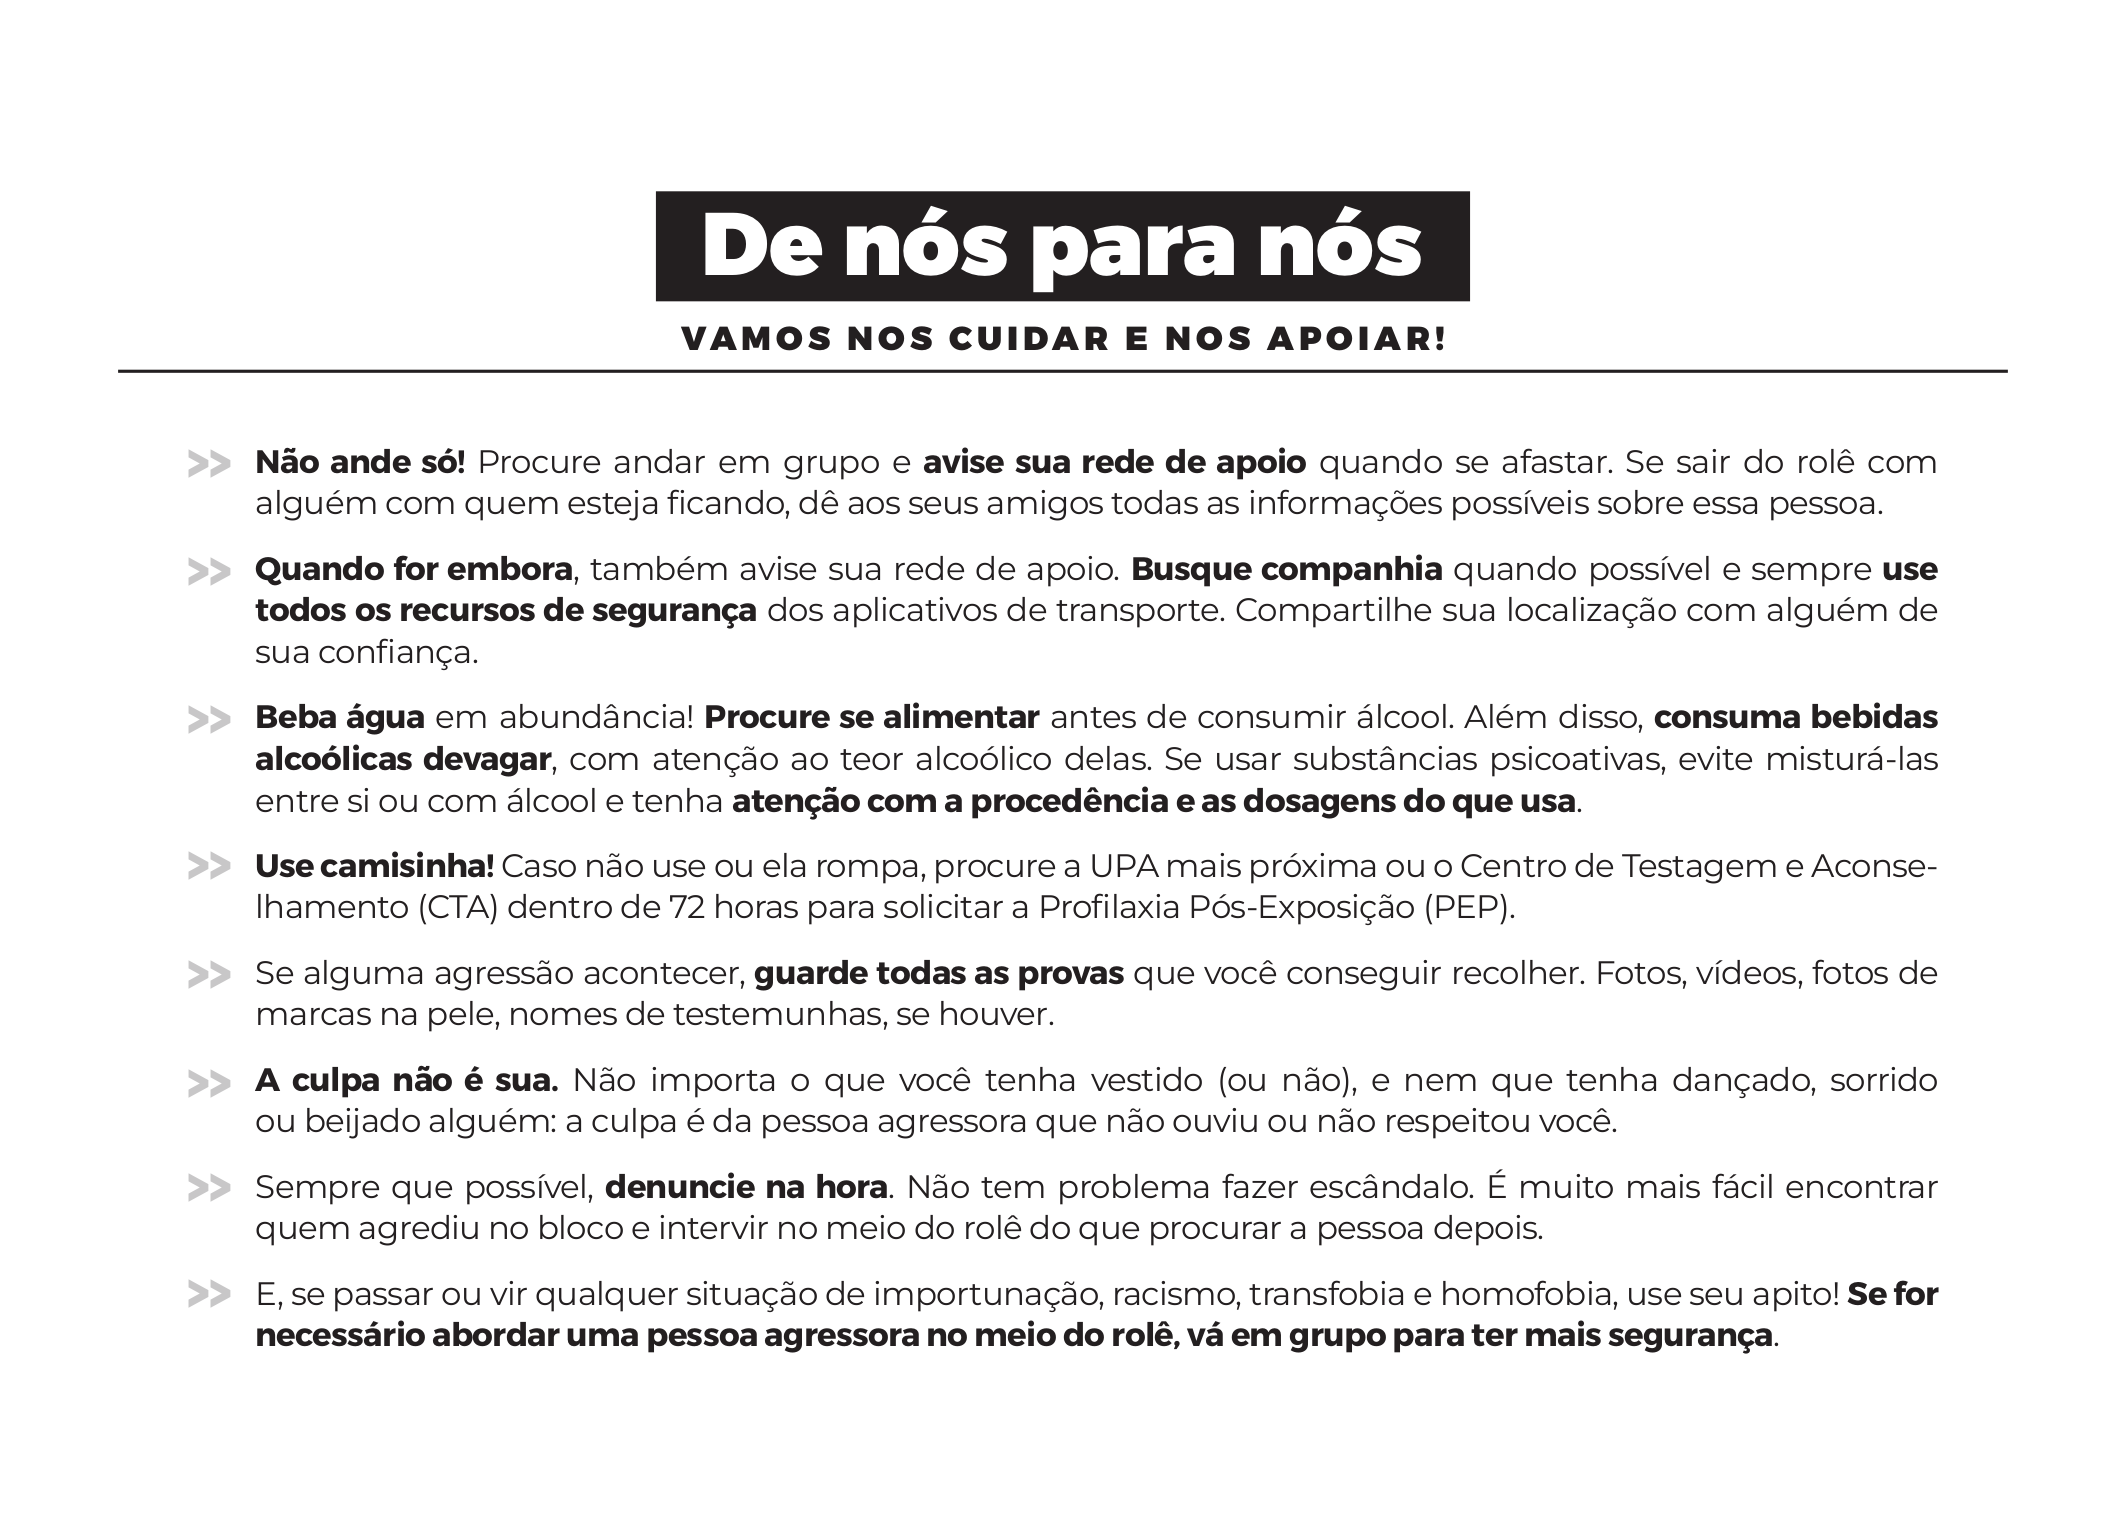 De nós para nós
VAMOS NOS CUIDAR E NOS APOIAR!
>> Não ande só! Procure andar em grupo e avise sua rede de apoio quando se afastar. Se sair do rolê com
alguém com quem esteja ficando, dê aos seus amigos todas as informações possíveis sobre essa pessoa.
>> Quando for embora, também avise sua rede de apoio. Busque companhia quando possível e sempre use
todos os recursos de segurança dos aplicativos de transporte. Compartilhe sua localização com alguém de
sua confiança.
>> Beba água em abundância! Procure se alimentar antes de consumir álcool. Além disso, consuma bebidas
alcoólicas devagar, com atenção ao teor alcoólico delas. Se usar substâncias psicoativas, evite misturá-las
entre si ou com álcool e tenha atenção com a procedência e as dosagens do que usa.
>> Use camisinha! Caso não use ou ela rompa, procure a UPA mais próxima ou o Centro de Testagem e Aconse-
lhamento (CTA) dentro de 72 horas para solicitar a Profilaxia Pós-Exposição (PEP).
>> Se alguma agressão acontecer, guarde todas as provas que você conseguir recolher. Fotos, vídeos, fotos de
marcas na pele, nomes de testemunhas, se houver.
>> A culpa não é sua. Não importa o que você tenha vestido (ou não), e nem que tenha dançado, sorrido
ou beijado alguém: a culpa é da pessoa agressora que não ouviu ou não respeitou você.
>> Sempre que possível, denuncie na hora. Não tem problema fazer escândalo. É muito mais fácil encontrar
quem agrediu no bloco e intervir no meio do rolê do que procurar a pessoa depois.
>> E, se passar ou vir qualquer situação de importunação, racismo, transfobia e homofobia, use seu apito! Se for
necessário abordar uma pessoa agressora no meio do rolê, vá em grupo para ter mais segurança.